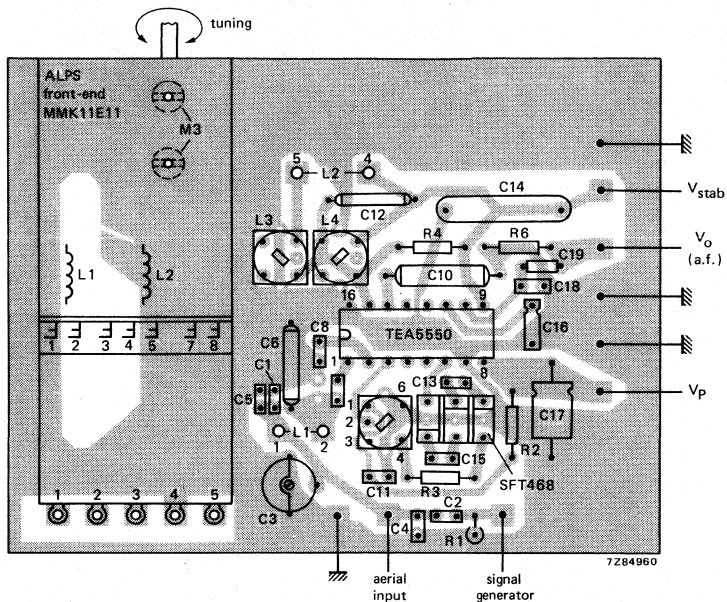 tuning
ALPS
front-end
MMK11E11
M3
5 L2 4
C14
Vstab
C12
L3 L4
R4 R6
Vo
(a.f.)
C19
C10
C18
L1 L2
16 9
C8
TEA5550
C16
1 2 3 4 5 7 8
C6
1 8
C1
C13
VP
C5
6
1
2
3
4
C17
R2
L1
1 2
C15
SFT468
C11 R3
1 2 3 4 5
C3
C4 C2
R1
7Z84960
aerial
input
signal
generator